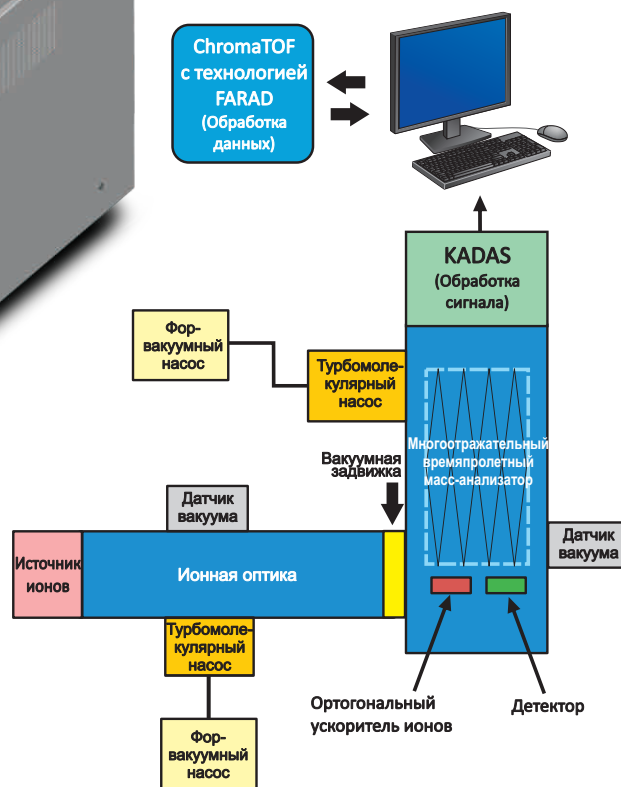 ChromaTOF
с технологией
FARAD
(Обработка
данных)
KADAS
(Обработка
сигнала)
Фор-
вакуумный
насос
Турбомоле-
кулярный
насос
Многоотражательный
времяпролетный
масс-анализатор
Вакуумная
задвижка
Датчик
вакуума
Датчик
вакуума
Источник
ионов
Ионная оптика
Турбомоле-
кулярный
насос
Ортогональный
ускоритель ионов
Детектор
Фор-
вакуумный
насос